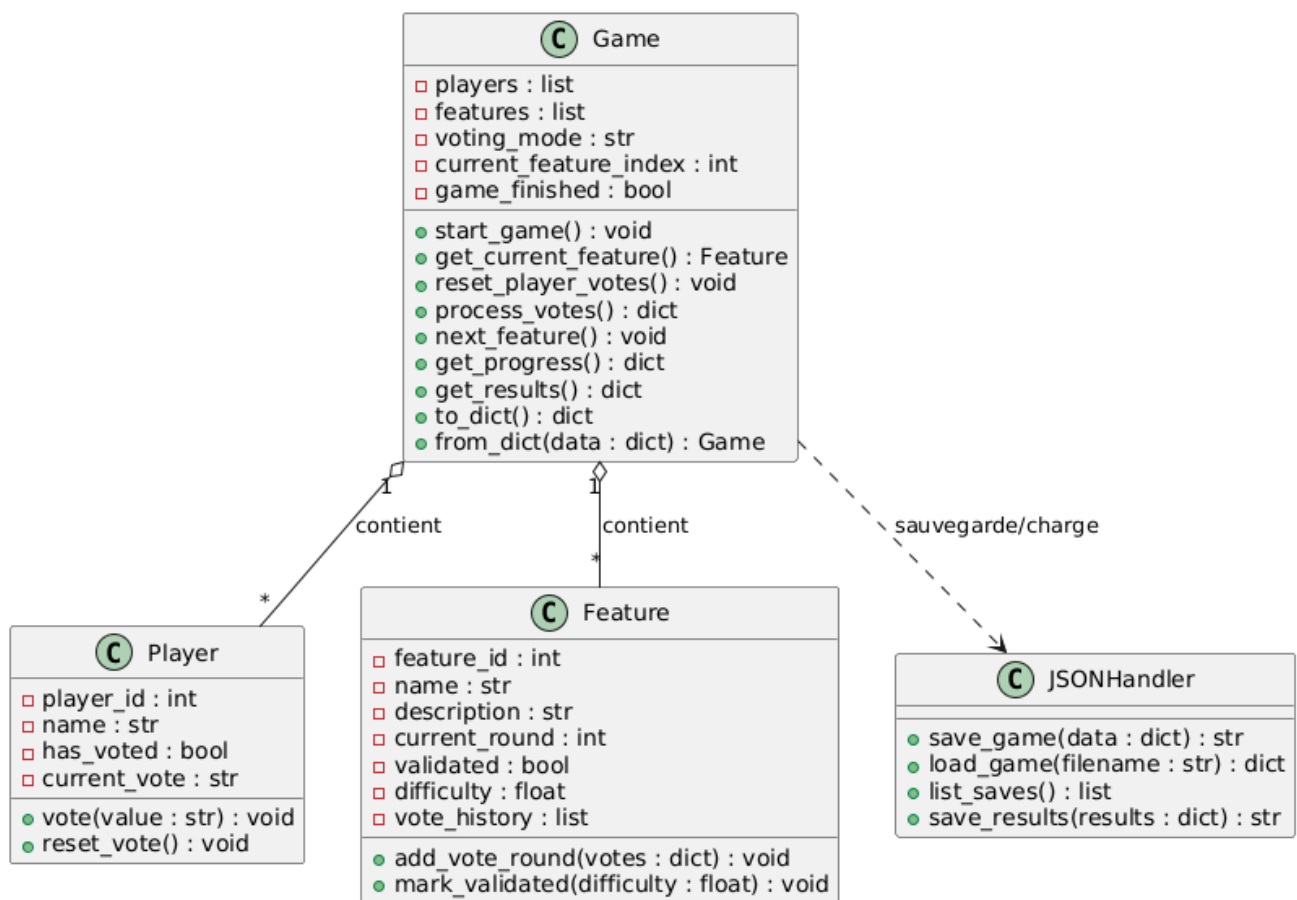 C Game
players : list
features : list
voting_mode : str
current_feature_index : int
game_finished : bool
start_game() : void
get_current_feature() : Feature
reset_player_votes() : void
process_votes() : dict
next_feature() : void
get_progress() : dict
get_results() : dict
to_dict() : dict
from_dict(data : dict) : Game
1
1
contient
contient
sauvegarde/charge
*
*
C Player
player_id : int
name : str
has_voted : bool
current_vote : str
vote(value : str) : void
reset_vote() : void
C Feature
feature_id : int
name : str
description : str
current_round : int
validated : bool
difficulty : float
vote_history : list
add_vote_round(votes : dict) : void
mark_validated(difficulty : float) : void
C JSONHandler
save_game(data : dict) : str
load_game(filename : str) : dict
list_saves() : list
save_results(results : dict) : str